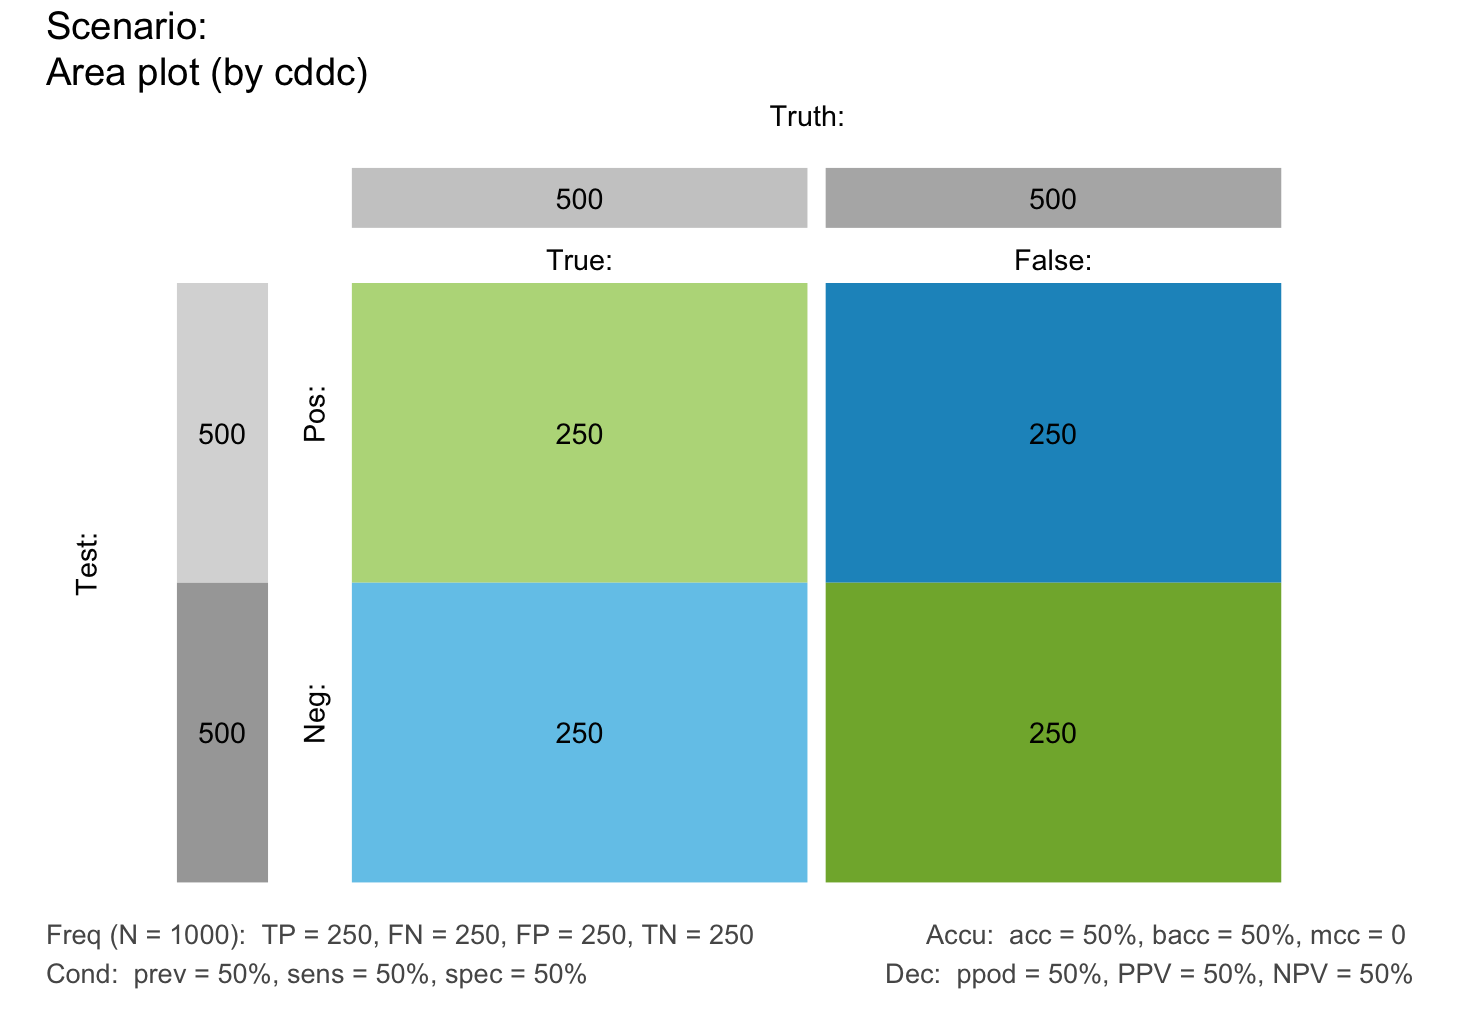 Scenario:
Area plot (by cddc)
Truth:
500
500
True:
False:
500
Pos:
250
250
Test:
500
Neg:
250
250
Freq (N = 1000):  TP = 250, FN = 250, FP = 250, TN = 250
Accu:  acc = 50%, bacc = 50%, mcc = 0
Cond:  prev = 50%, sens = 50%, spec = 50%
Dec:  ppod = 50%, PPV = 50%, NPV = 50%